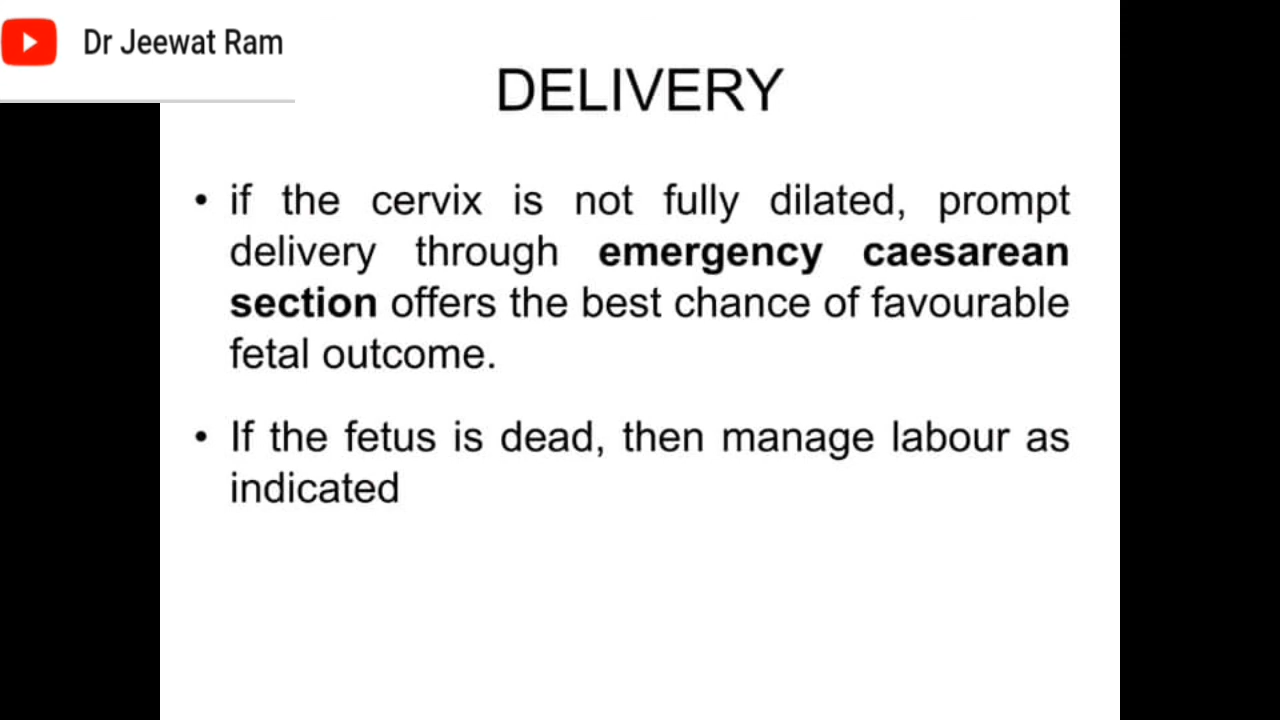 Dr Jeewat Ram
DELIVERY
• if the cervix is not fully dilated, prompt
delivery through emergency caesarean
section offers the best chance of favourable
fetal outcome.
• If the fetus is dead, then manage labour as
indicated